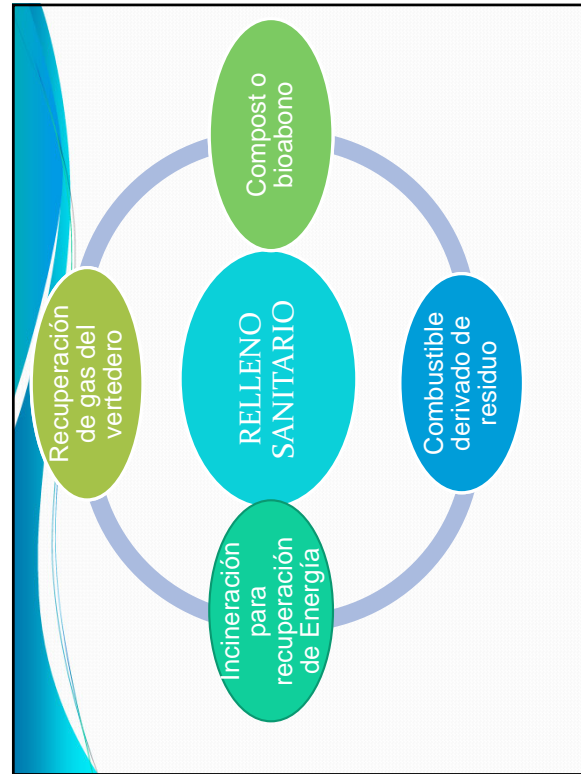 Recuperación
de gas del
vertedero
Compost o
bioabono
RELLENO
SANITARIO
Combustible
derivado de
residuo
Incineración
para
recuperación
de Energía